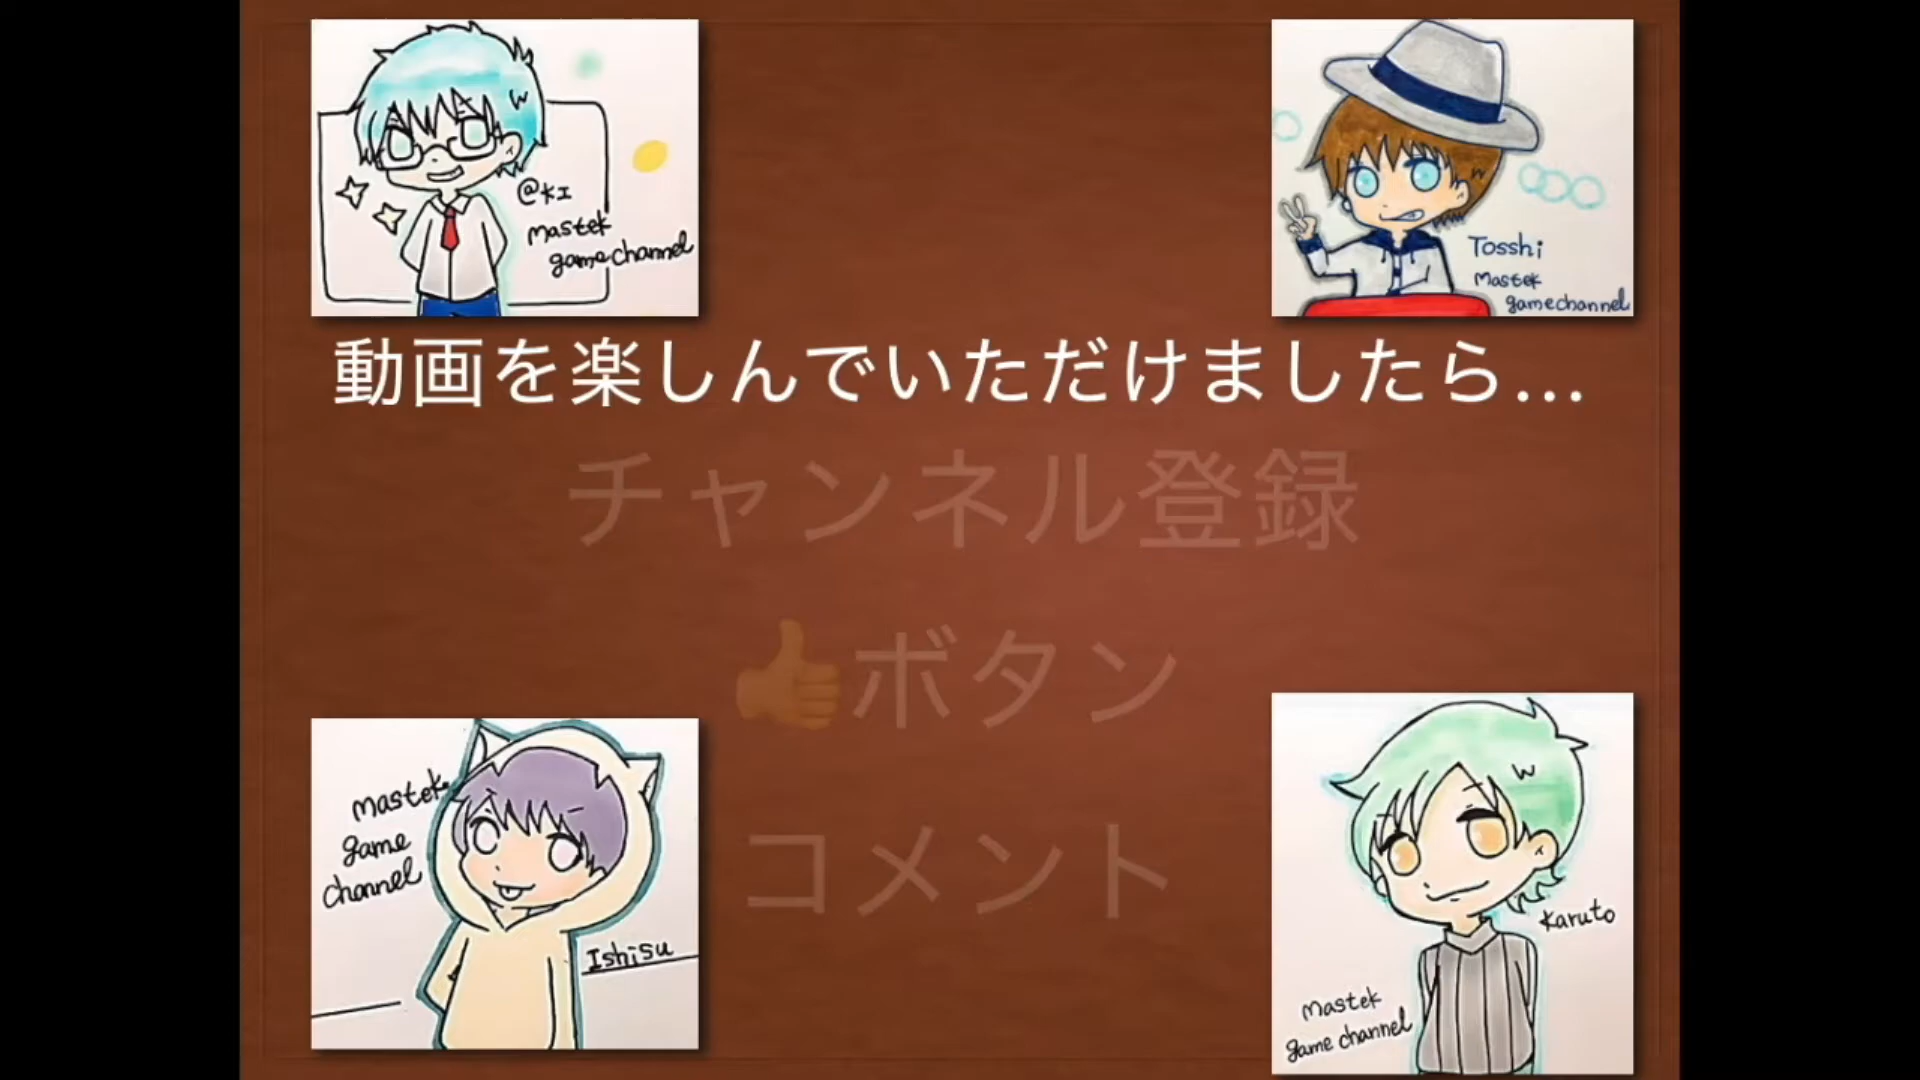 @KI
mastek
game channel
Tosshi
Mastek
game channel
動画を楽しんでいただけましたら...
チャンネル登録
👍ボタン
コメント
mastek
game
channel
Ishisu
Karuto
mastek
game channel